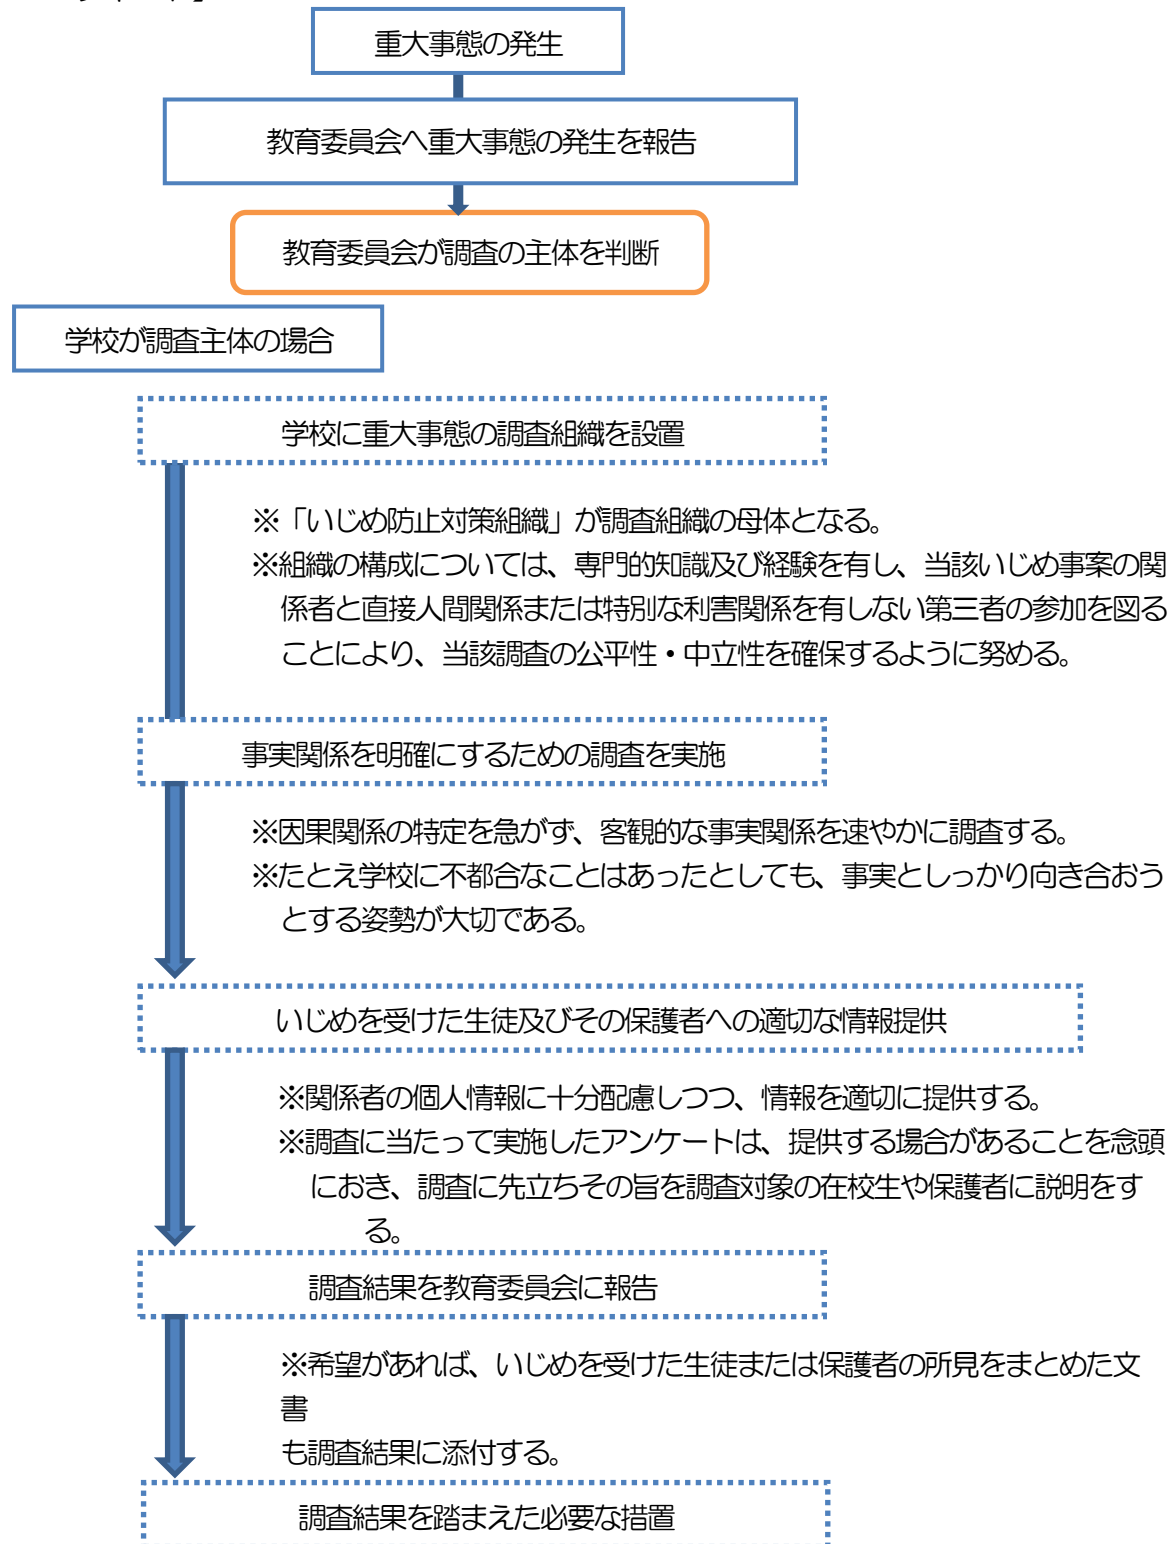 重大事態の発生
教育委員会へ重大事態の発生を報告
教育委員会が調査の主体を判断
学校が調査主体の場合
学校に重大事態の調査組織を設置
※「いじめ防止対策組織」が調査組織の母体となる。
※組織の構成については、専門的知識及び経験を有し、当該いじめ事案の関
係者と直接人間関係または特別な利害関係を有しない第三者の参加を図る
ことにより、当該調査の公平性・中立性を確保するように努める。
事実関係を明確にするための調査を実施
※因果関係の特定を急がず、客観的な事実関係を速やかに調査する。
※たとえ学校に不都合なことはあったとしても、事実としっかり向き合おう
とする姿勢が大切である。
いじめを受けた生徒及びその保護者への適切な情報提供
※関係者の個人情報に十分配慮しつつ、情報を適切に提供する。
※調査に当たって実施したアンケートは、提供する場合があることを念頭
におき、調査に先立ちその旨を調査対象の在校生や保護者に説明をす
る。
調査結果を教育委員会に報告
※希望があれば、いじめを受けた生徒または保護者の所見をまとめた文
書
も調査結果に添付する。
調査結果を踏まえた必要な措置